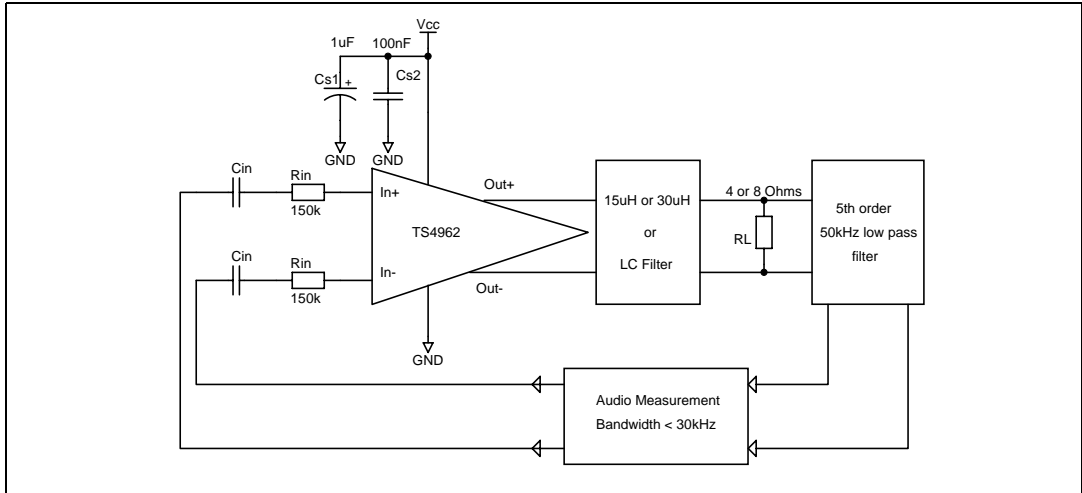 Vcc
1uF
100nF
Cs1
+
Cs2
GND
GND
Cin
Rin
150k
In+
Out+
TS4962
Cin
Rin
150k
In-
Out-
GND
15uH or 30uH
or
LC Filter
4 or 8 Ohms
RL
5th order
50kHz low pass
filter
Audio Measurement
Bandwidth < 30kHz